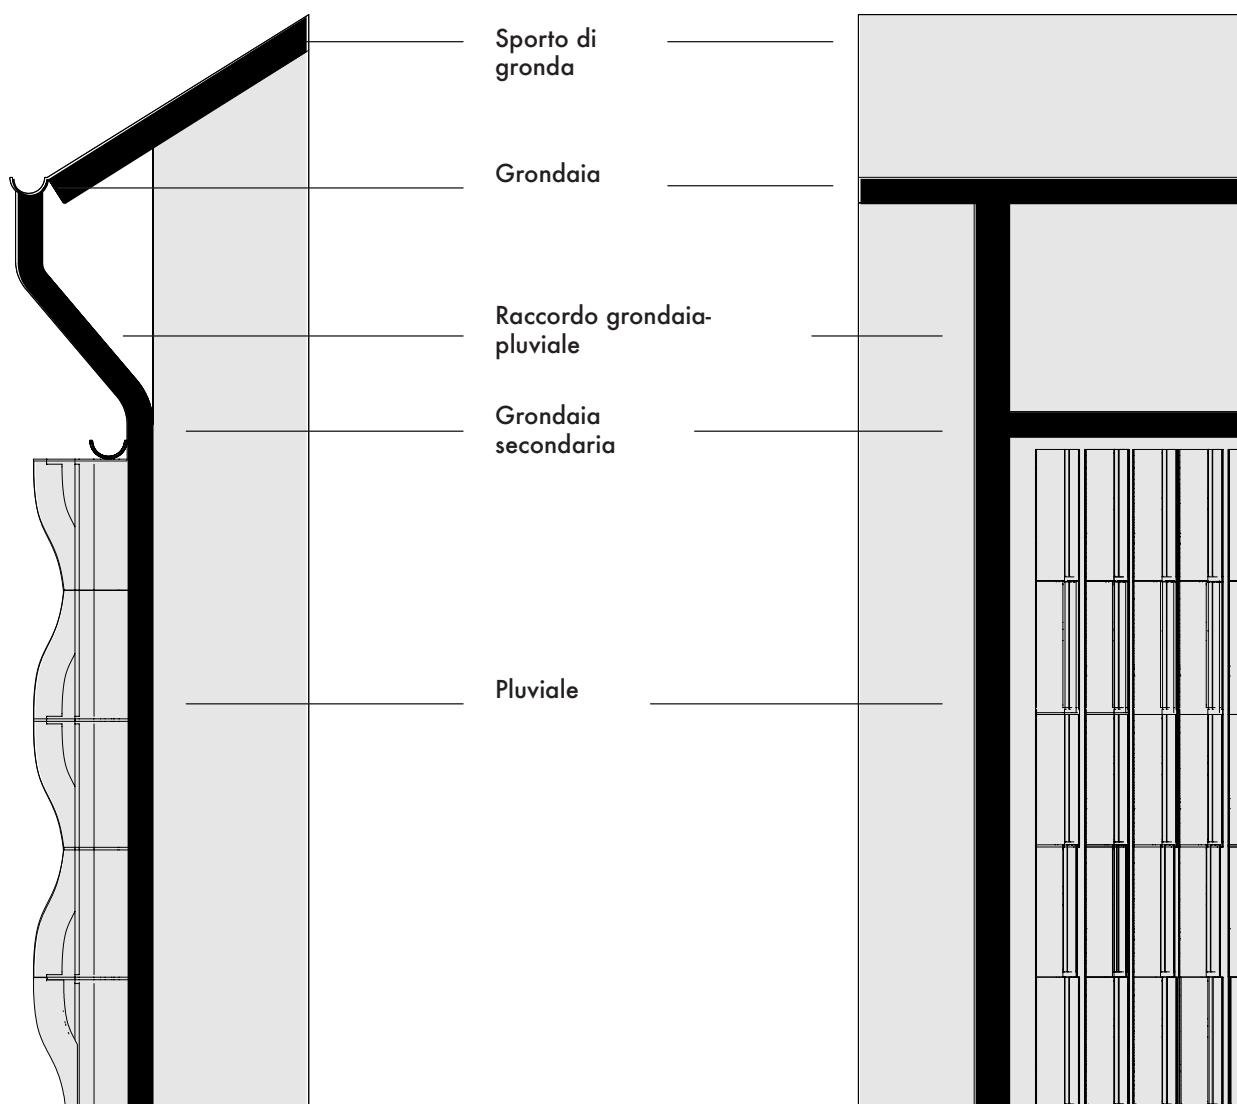 Sporto di
gronda
Grondaia
Raccordo grondaia-
pluviale
Grondaia
secondaria
Pluviale